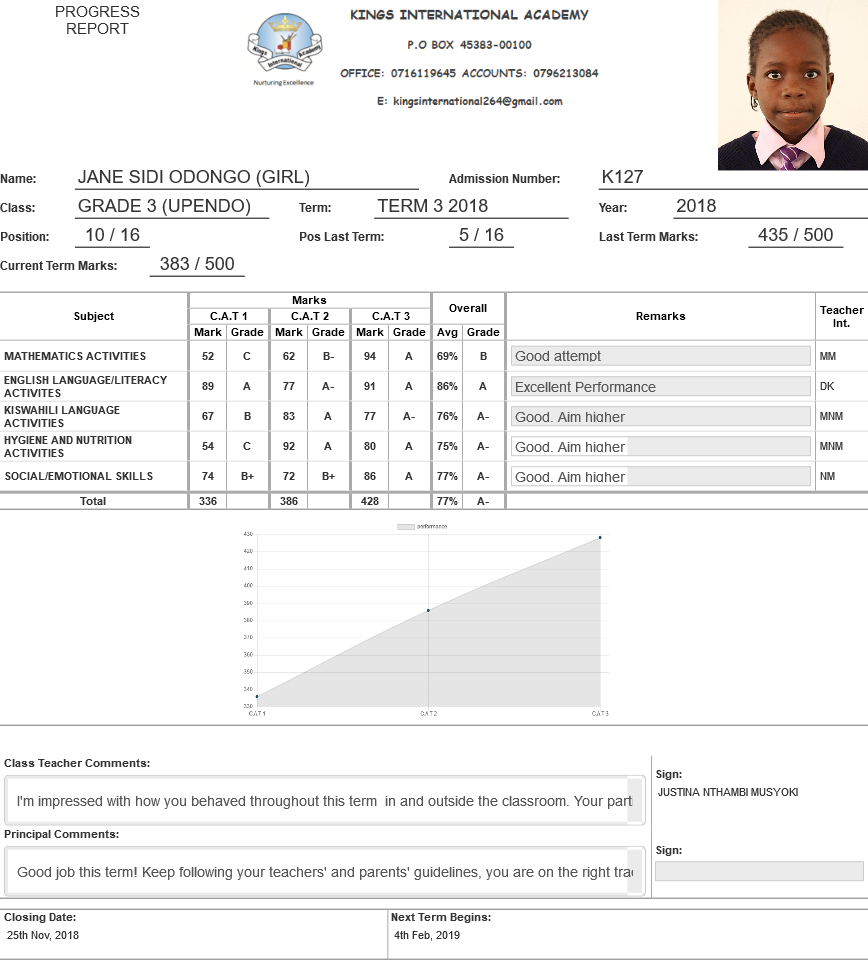 PROGRESS
REPORT
KINGS INTERNATIONAL ACADEMY
P.O BOX 45383-00100
OFFICE: 0716119645 ACCOUNTS: 0796213084
E: kingsinternational264@gmail.com
Kings Academy
International
Nurturing Excellence
Name: JANE SIDI ODONGO (GIRL) Admission Number: K127
Class: GRADE 3 (UPENDO) Term: TERM 3 2018 Year: 2018
Position: 10 / 16 Pos Last Term: 5 / 16 Last Term Marks: 435 / 500
Current Term Marks: 383 / 500
Subject Marks Overall Remarks Teacher Int.
C.A.T 1 C.A.T 2 C.A.T 3
Mark Grade Mark Grade Mark Grade Avg Grade
MATHEMATICS ACTIVITIES 52 C 62 B- 94 A 69% B Good attempt MM
ENGLISH LANGUAGE/LITERACY ACTIVITES 89 A 77 A- 91 A 86% A Excellent Performance DK
KISWAHILI LANGUAGE ACTIVITIES 67 B 83 A 77 A- 76% A- Good. Aim higher MNM
HYGIENE AND NUTRITION ACTIVITIES 54 C 92 A 80 A 75% A- Good. Aim higher MNM
SOCIAL/EMOTIONAL SKILLS 74 B+ 72 B+ 86 A 77% A- Good. Aim higher NM
Total 336 386 428 77% A-
performance
430
420
410
400
390
380
370
360
350
340
330
CAT1 CAT2 CAT3
Class Teacher Comments:
I'm impressed with how you behaved throughout this term in and outside the classroom. Your part
Sign:
JUSTINA NTHAMBI MUSYOKI
Principal Comments:
Good job this term! Keep following your teachers' and parents' guidelines, you are on the right trac
Sign:
Closing Date:
25th Nov, 2018
Next Term Begins:
4th Feb, 2019